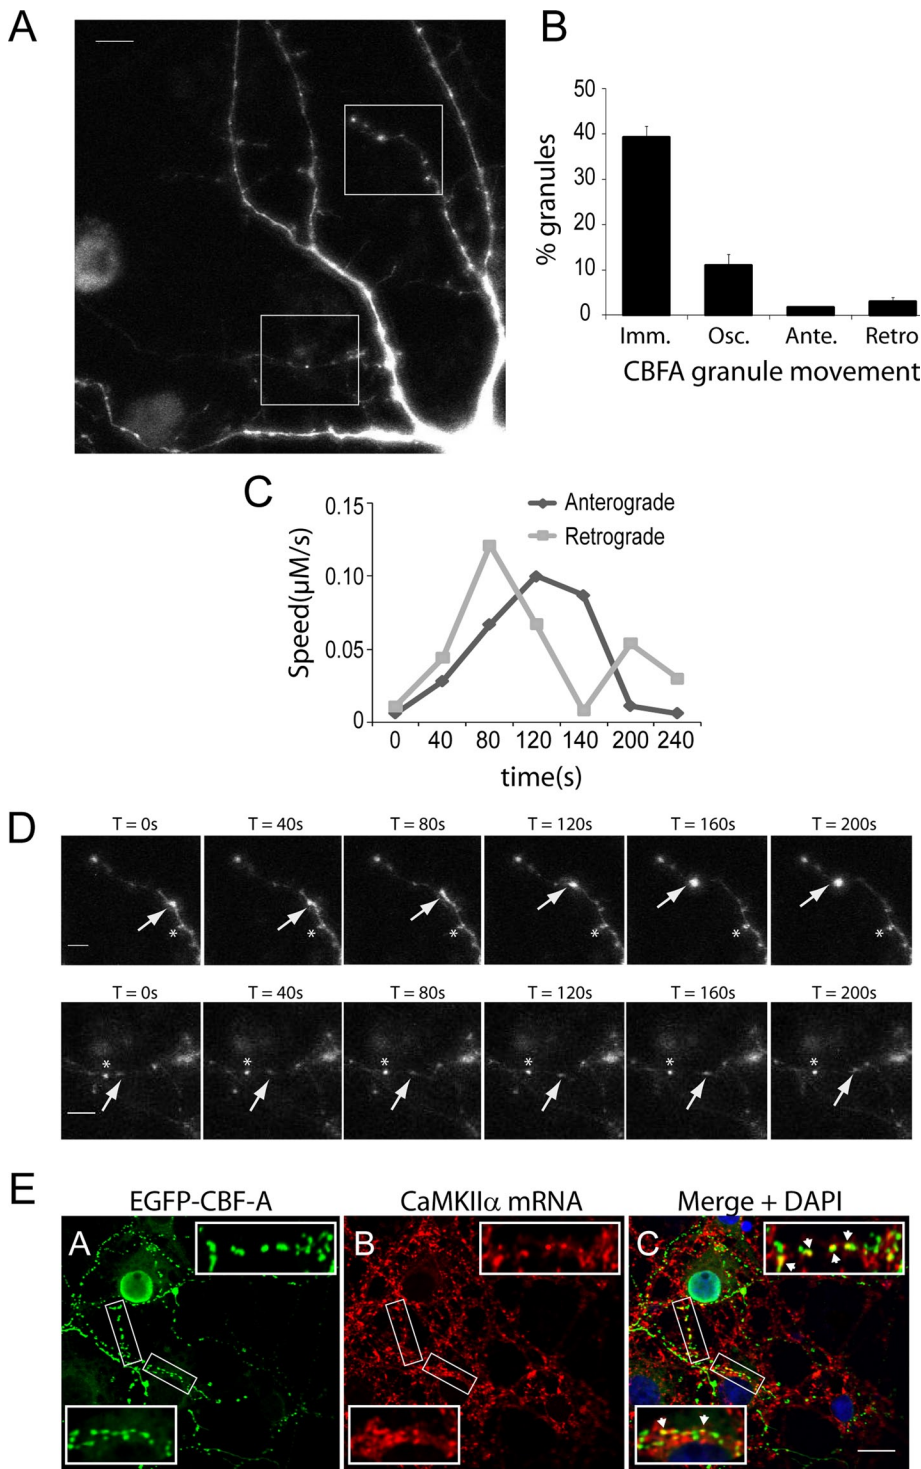 A
B
50
40
30
20
10
0
% granules
Imm. Osc. Ante. Retro
CBFA granule movement
C
Anterograde
Retrograde
0.15
0.10
0.05
0
Speed(µM/s)
0 40 80 120 140 200 240
time(s)
D
T = 0s T = 40s T = 80s T = 120s T = 160s T = 200s
* * * * * *
T = 0s T = 40s T = 80s T = 120s T = 160s T = 200s
* * * * * *
E
EGFP-CBF-A CaMKIIα mRNA Merge + DAPI
A B C